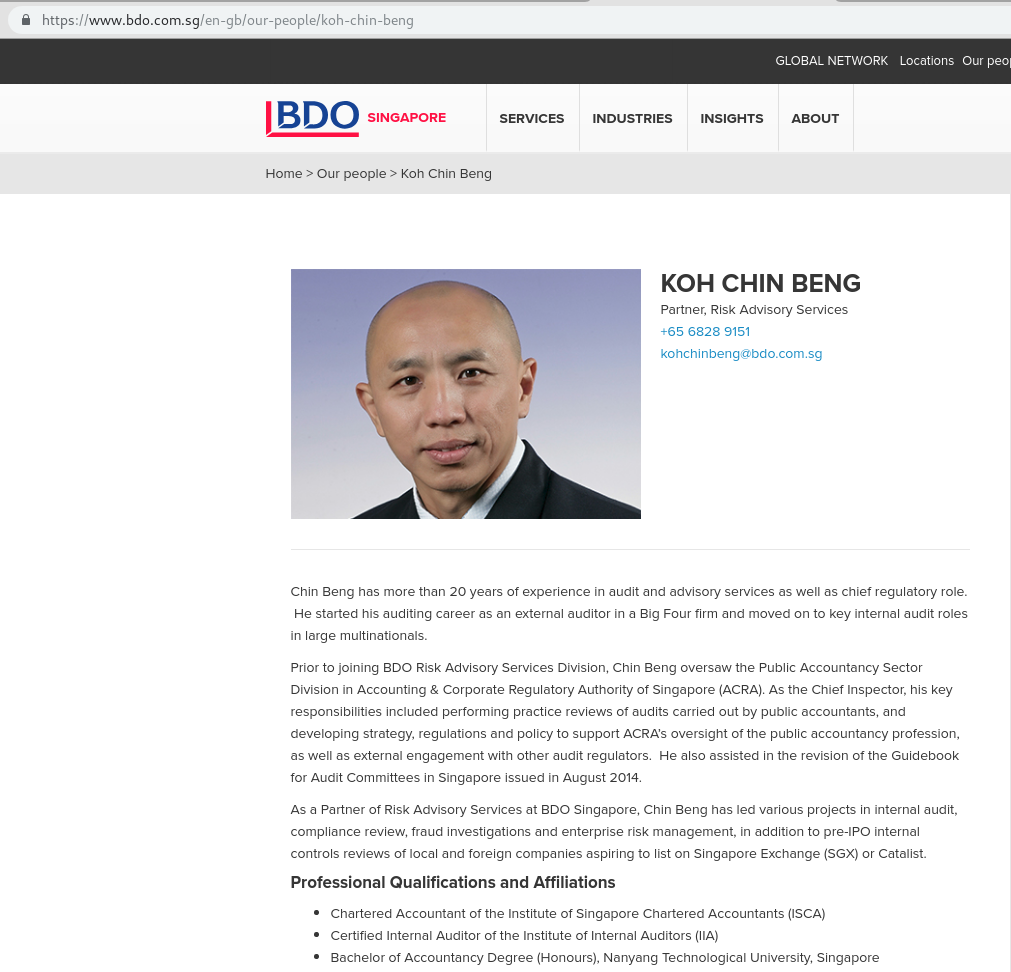 https://www.bdo.com.sg/en-gb/our-people/koh-chin-beng
GLOBAL NETWORK Locations Our
BDO SINGAPORE SERVICES INDUSTRIES INSIGHTS ABOUT
Home > Our people > Koh Chin Beng
KOH CHIN BENG
Partner, Risk Advisory Services
+65 6828 9151
kohchinbeng@bdo.com.sg
Chin Beng has more than 20 years of experience in audit and advisory services as well as chief regulatory role.
He started his auditing career as an external auditor in a Big Four firm and moved on to key internal audit roles
in large multinationals.
Prior to joining BDO Risk Advisory Services Division, Chin Beng oversaw the Public Accountancy Sector
Division in Accounting & Corporate Regulatory Authority of Singapore (ACRA). As the Chief Inspector, his key
responsibilities included performing practice reviews of audits carried out by public accountants, and
developing strategy, regulations and policy to support ACRA's oversight of the public accountancy profession,
as well as external engagement with other audit regulators. He also assisted in the revision of the Guidebook
for Audit Committees in Singapore issued in August 2014.
As a Partner of Risk Advisory Services at BDO Singapore, Chin Beng has led various projects in internal audit,
compliance review, fraud investigations and enterprise risk management, in addition to pre-IPO internal
controls reviews of local and foreign companies aspiring to list on Singapore Exchange (SGX) or Catalist.
Professional Qualifications and Affiliations
• Chartered Accountant of the Institute of Singapore Chartered Accountants (ISCA)
• Certified Internal Auditor of the Institute of Internal Auditors (IIA)
• Bachelor of Accountancy Degree (Honours), Nanyang Technological University, Singapore